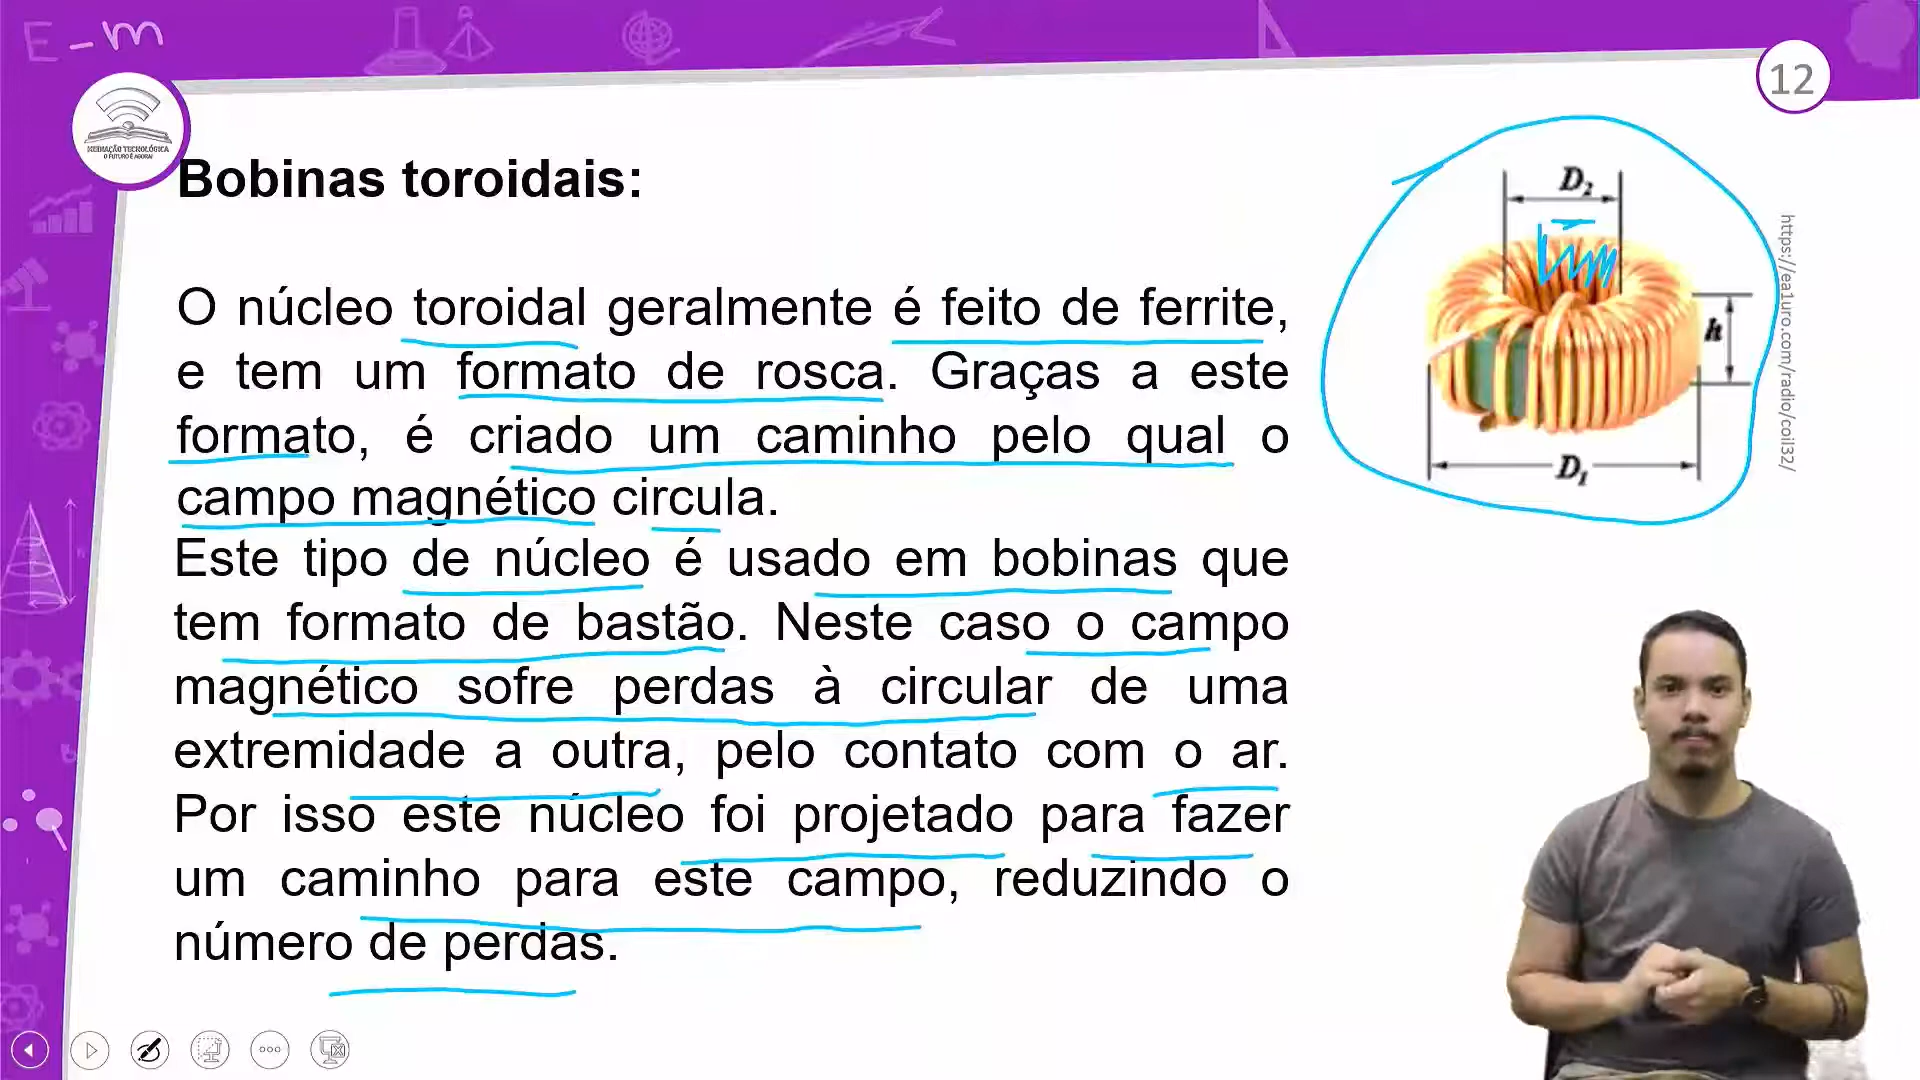 E-m
12
MEDIAÇÃO TECNOLÓGICA
O FUTURO É AGORA!
Bobinas toroidais:
O núcleo toroidal geralmente é feito de ferrite,
e tem um formato de rosca. Graças a este
formato, é criado um caminho pelo qual o
campo magnético circula.
Este tipo de núcleo é usado em bobinas que
tem formato de bastão. Neste caso o campo
magnético sofre perdas à circular de uma
extremidade a outra, pelo contato com o ar.
Por isso este núcleo foi projetado para fazer
um caminho para este campo, reduzindo o
número de perdas.
D₂
h
D₁
https://ea1uro.com/radio/coil32/